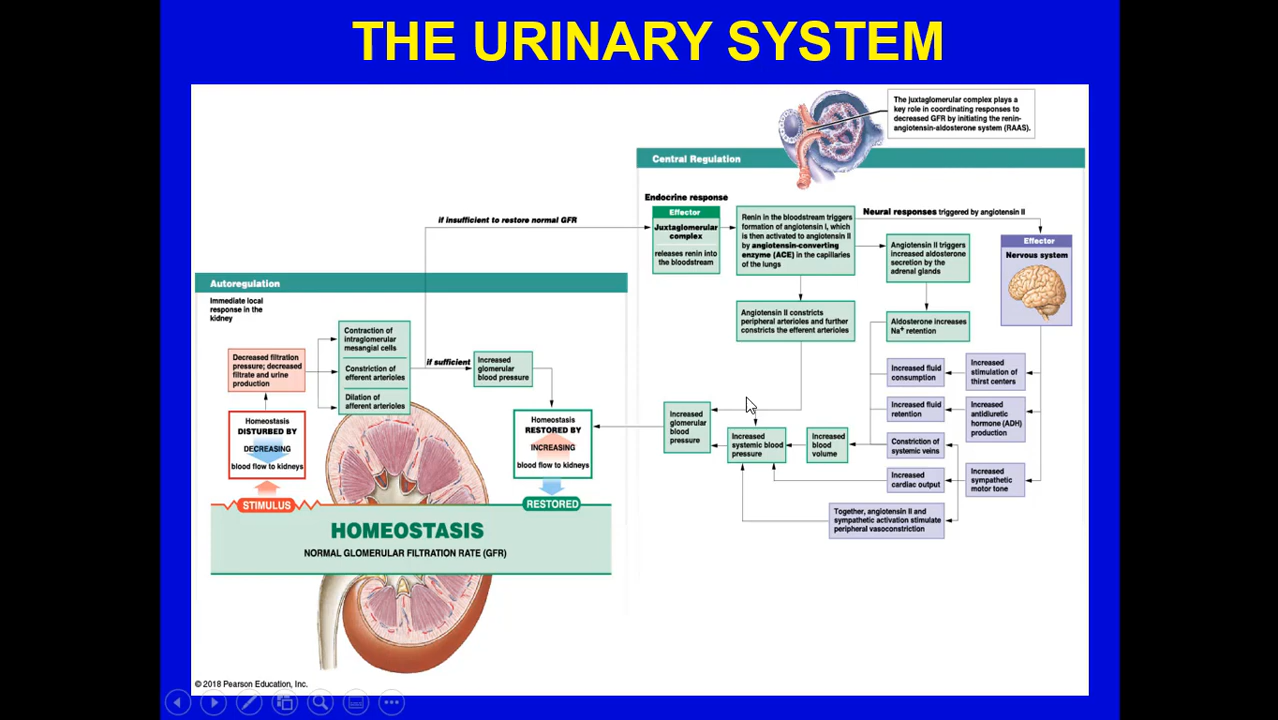 THE URINARY SYSTEM
The juxtaglomerular complex plays a
key role in coordinating responses to
decreased GFR by initiating the renin-
angiotensin-aldosterone system (RAAS).
Central Regulation
Endocrine response
Effector
Juxtaglomerular
complex
releases renin into
the bloodstream
Renin in the bloodstream triggers
formation of angiotensin I, which
is then activated to angiotensin II
by angiotensin-converting
enzyme (ACE) in the capillaries
of the lungs
Neural responses triggered by angiotensin II
Angiotensin II triggers
increased aldosterone
secretion by the
adrenal glands
Effector
Nervous system
Angiotensin II constricts
peripheral arterioles and further
constricts the efferent arterioles
Aldosterone increases
Na+ retention
Increased fluid
consumption
Increased
stimulation of
thirst centers
Increased fluid
retention
Increased
antidiuretic
hormone (ADH)
production
Increased
glomerular
blood
pressure
Increased
systemic blood
pressure
Increased
blood
volume
Constriction of
systemic veins
Increased
cardiac output
Increased
sympathetic
motor tone
Together, angiotensin II and
sympathetic activation stimulate
peripheral vasoconstriction
if insufficient to restore normal GFR
Autoregulation
Immediate local
response in the
kidney
Decreased filtration
pressure; decreased
filtrate and urine
production
Contraction of
intraglomerular
mesangial cells
Constriction of
efferent arterioles
Dilation of
afferent arterioles
if sufficient
Increased
glomerular
blood pressure
Homeostasis
DISTURBED BY
DECREASING
blood flow to kidneys
Homeostasis
RESTORED BY
INCREASING
blood flow to kidneys
STIMULUS
RESTORED
HOMEOSTASIS
NORMAL GLOMERULAR FILTRATION RATE (GFR)
© 2018 Pearson Education, Inc.